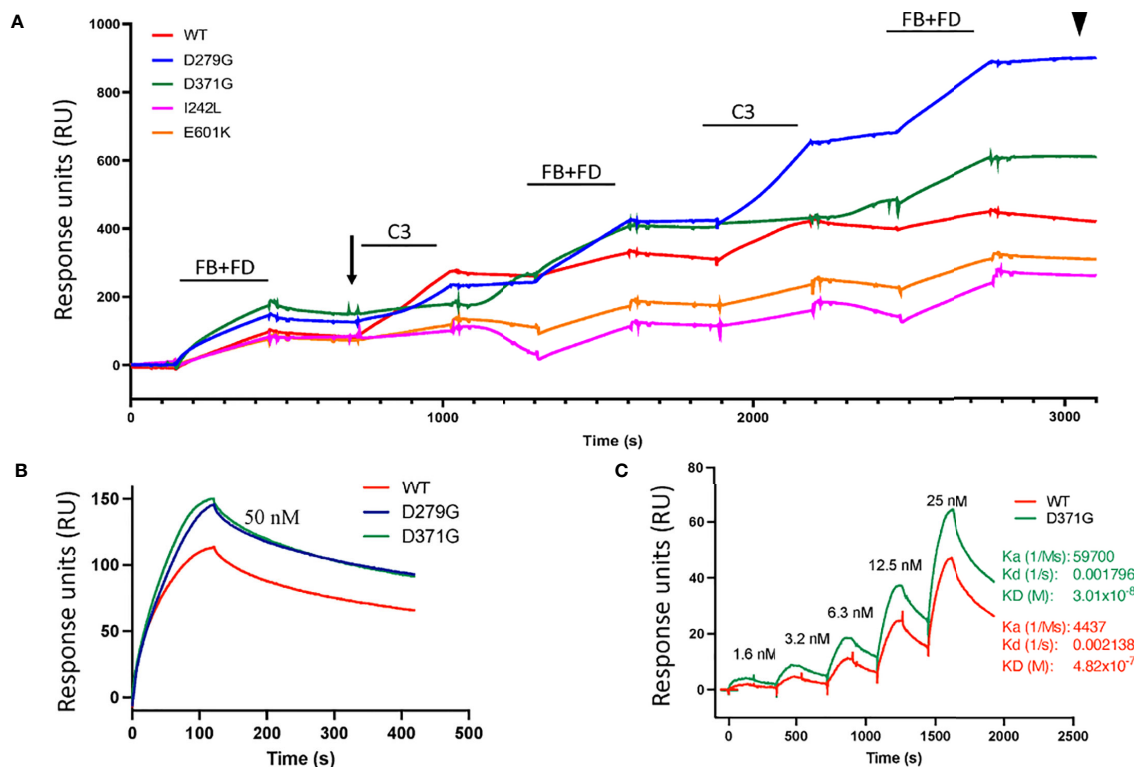 A
Response units (RU)
1000
800
600
400
200
0
WT
D279G
D371G
I242L
E601K
FB+FD
C3
FB+FD
C3
FB+FD
0
1000
2000
3000
Time (s)
B
Response units (RU)
150
100
50
0
50 nM
WT
D279G
D371G
0
100
200
300
400
500
Time (s)
C
Response units (RU)
80
60
40
20
0
1.6 nM
3.2 nM
6.3 nM
12.5 nM
25 nM
WT
D371G
Ka (1/Ms): 59700
Kd (1/s): 0.001796
KD (M): 3.01x10⁻⁸
Ka (1/Ms): 4437
Kd (1/s): 0.002138
KD (M): 4.82x10⁻⁷
0
500
1000
1500
2000
2500
Time (s)